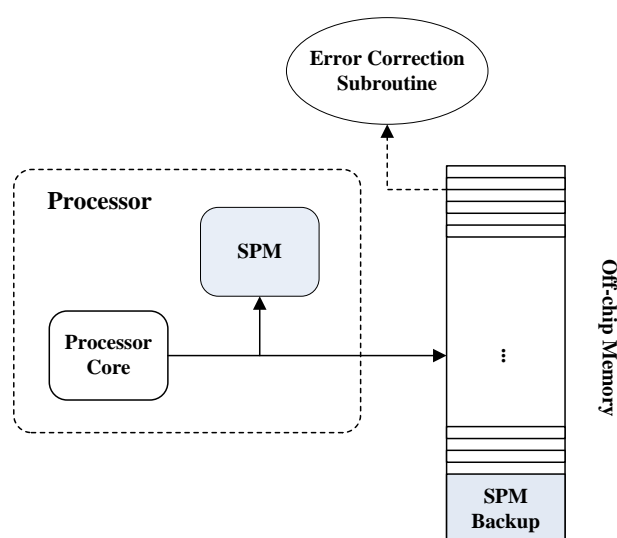 Error Correction
Subroutine
Processor
SPM
Processor
Core
Off-chip Memory
...
SPM
Backup